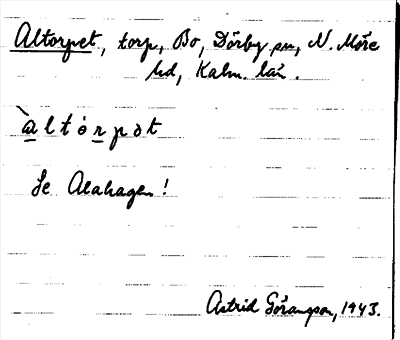 Altorpet, torp, Bo, Dörby sn, N. Möre
hd, Kalm. län.
àltòrpət
Se Alahagen!
Astrid Göransson, 1943.